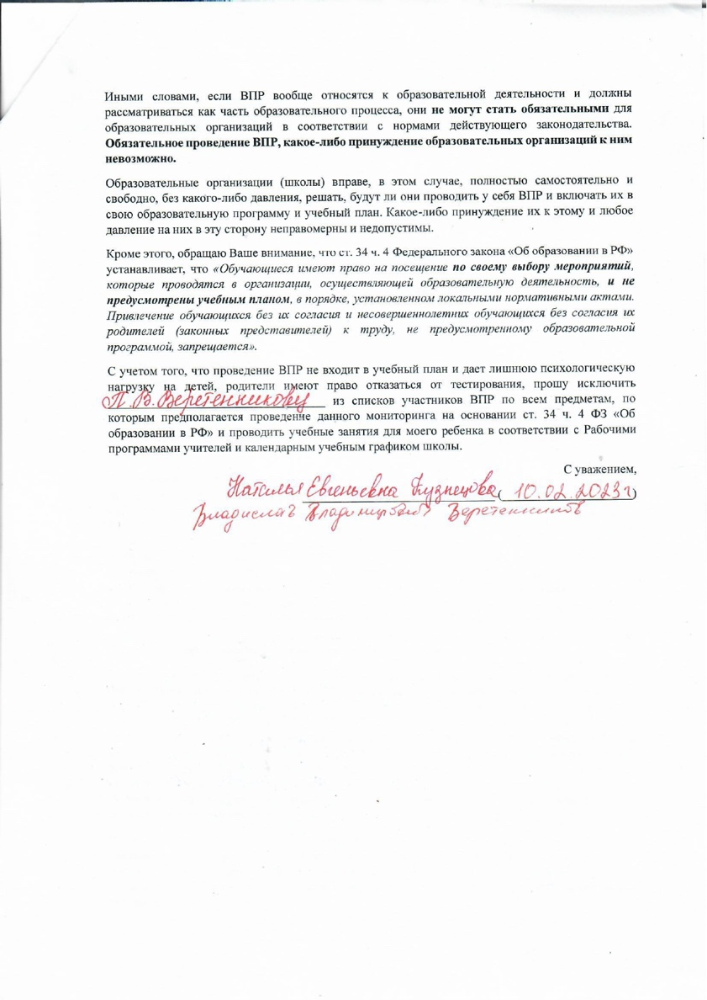 Иными словами, если ВПР вообще относятся к образовательной деятельности и должны
рассматриваться как часть образовательного процесса, они не могут стать обязательными для
образовательных организаций в соответствии с нормами действующего законодательства.
Обязательное проведение ВПР, какое-либо принуждение образовательных организаций к ним
невозможно.
Образовательные организации (школы) вправе, в этом случае, полностью самостоятельно и
свободно, без какого-либо давления, решать, будут ли они проводить у себя ВПР и включать их в
свою образовательную программу и учебный план. Какое-либо принуждение их к этому и любое
давление на них в эту сторону неправомерны и недопустимы.
Кроме этого, обращаю Ваше внимание, что ст. 34 ч. 4 Федерального закона «Об образовании в РФ»
устанавливает, что «Обучающиеся имеют право на посещение по своему выбору мероприятий,
которые проводятся в организации, осуществляющей образовательную деятельность, и не
предусмотрены учебным планом, в порядке, установленном локальными нормативными актами.
Привлечение обучающихся без их согласия и несовершеннолетних обучающихся без согласия их
родителей (законных представителей) к труду, не предусмотренному образовательной
программой, запрещается».
С учетом того, что проведение ВПР не входит в учебный план и дает лишнюю психологическую
нагрузку на детей, родители имеют право отказаться от тестирования, прошу исключить
П. В. Веретенникову из списков участников ВПР по всем предметам, по
которым предполагается проведение данного мониторинга на основании ст. 34 ч. 4 ФЗ «Об
образовании в РФ» и проводить учебные занятия для моего ребенка в соответствии с Рабочими
программами учителей и календарным учебным графиком школы.
С уважением,
Наталья Евгеньевна Кузнецова (10.02.2023г)
Владислав Владимирович Веретенников